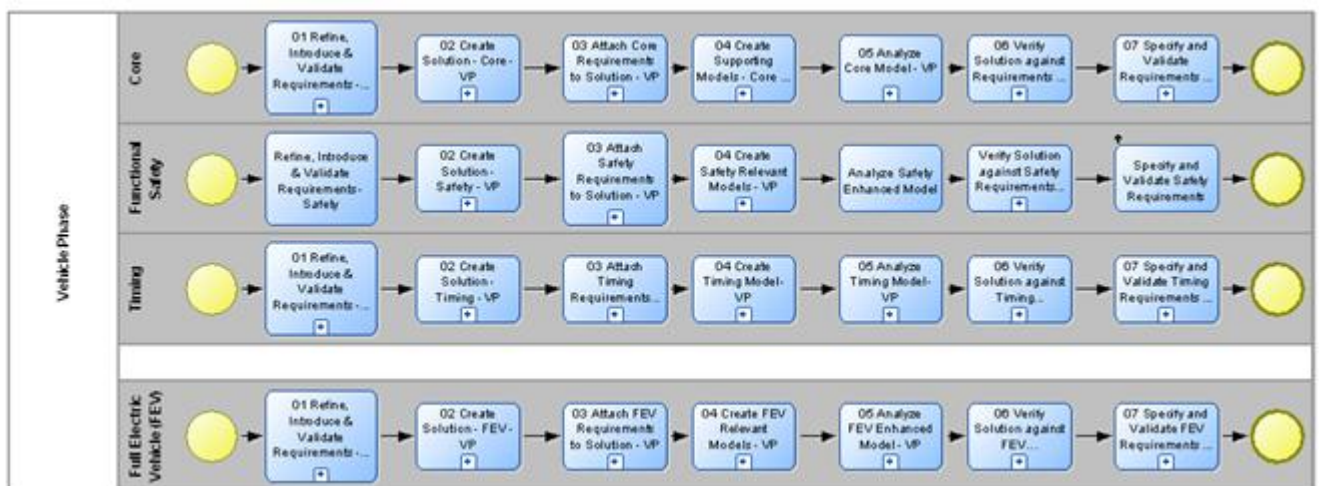 Vehicle Phase
Core
01 Refine,
Introduce &
Validate
Requirements -...
02 Create
Solution - Core -
VP
03 Attach Core
Requirements
to Solution - VP
04 Create
Supporting
Models - Core ...
05 Analyze
Core Model - VP
06 Verify
Solution against
Requirements ...
07 Specify and
Validate
Requirements ...
Functional
Safety
Refine, Introduce
& Validate
Requirements-
Safety
02 Create
Solution -
Safety - VP
03 Attach
Safety
Requirements
to Solution - VP
04 Create
Safety Relevant
Models - VP
Analyze Safety
Enhanced Model
Verify Solution
against Safety
Requirements...
Specify and
Validate Safety
Requirements
Timing
01 Refine,
Introduce &
Validate
Requirements -...
02 Create
Solution -
Timing - VP
03 Attach
Timing
Requirements...
04 Create
Timing Model-
VP
05 Analyze
Timing Model-
VP
06 Verify
Solution against
Timing...
07 Specify and
Validate Timing
Requirements ...
Full Electric
Vehicle (FEV)
01 Refine,
Introduce &
Validate
Requirements -...
02 Create
Solution - FEV -
VP
03 Attach FEV
Requirements
to Solution - VP
04 Create FEV
Relevant
Models - VP
05 Analyze
FEV Enhanced
Model - VP
06 Verify
Solution against
FEV...
07 Specify and
Validate FEV
Requirements ...